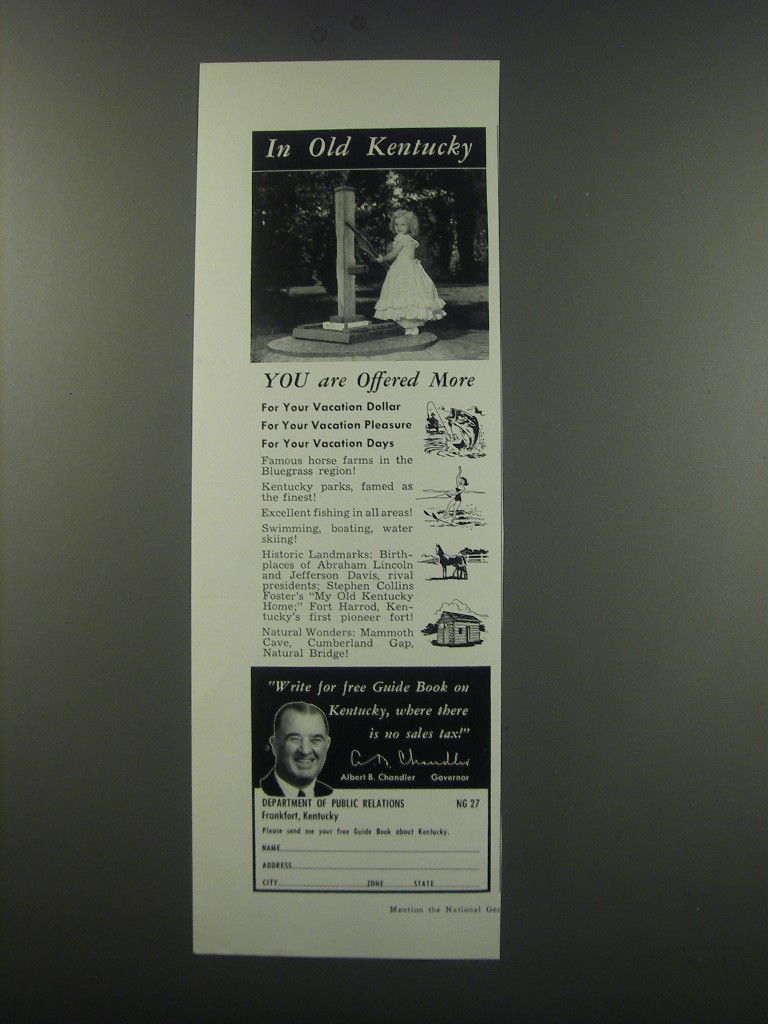 In Old Kentucky
YOU are Offered More
For Your Vacation Dollar
For Your Vacation Pleasure
For Your Vacation Days
Famous horse farms in the
Bluegrass region!
Kentucky parks, famed as
the finest!
Excellent fishing in all areas!
Swimming, boating, water
skiing!
Historic Landmarks: Birth-
places of Abraham Lincoln
and Jefferson Davis, rival
presidents; Stephen Collins
Foster's "My Old Kentucky
Home;" Fort Harrod, Ken-
tucky's first pioneer fort!
Natural Wonders: Mammoth
Cave, Cumberland Gap,
Natural Bridge!
"Write for free Guide Book on
Kentucky, where there
is no sales tax!"
A. B. Chandler
Albert B. Chandler Governor
DEPARTMENT OF PUBLIC RELATIONS NG 27
Frankfort, Kentucky
Please send me your free Guide Book about Kentucky.
NAME
ADDRESS
CITY ZONE STATE
Mention the National Geo